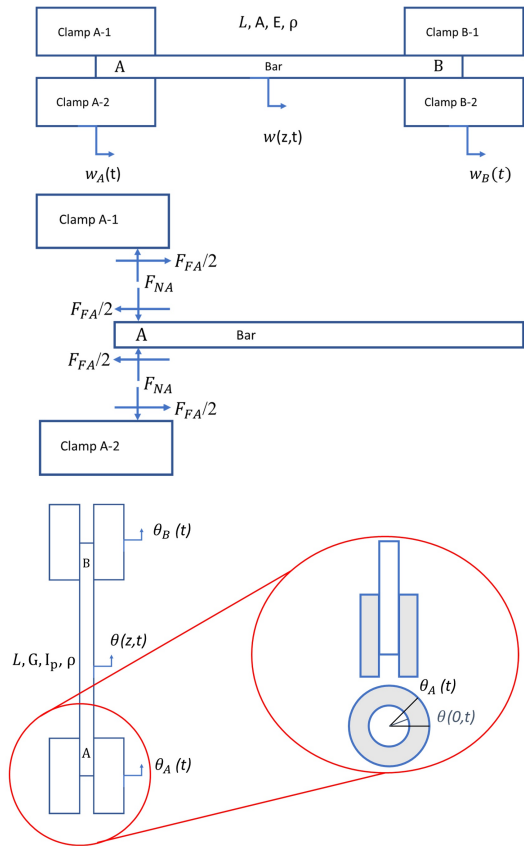 L, A, E, ρ
Clamp A-1
Clamp B-1
A
Bar
B
Clamp A-2
Clamp B-2
w(z,t)
w_A(t)
w_B(t)
Clamp A-1
F_FA/2
F_NA
F_FA/2
A
Bar
F_FA/2
F_NA
F_FA/2
Clamp A-2
θ_B (t)
B
θ(z,t)
L, G, I_p, ρ
θ_A (t)
θ(0,t)
A
θ_A (t)